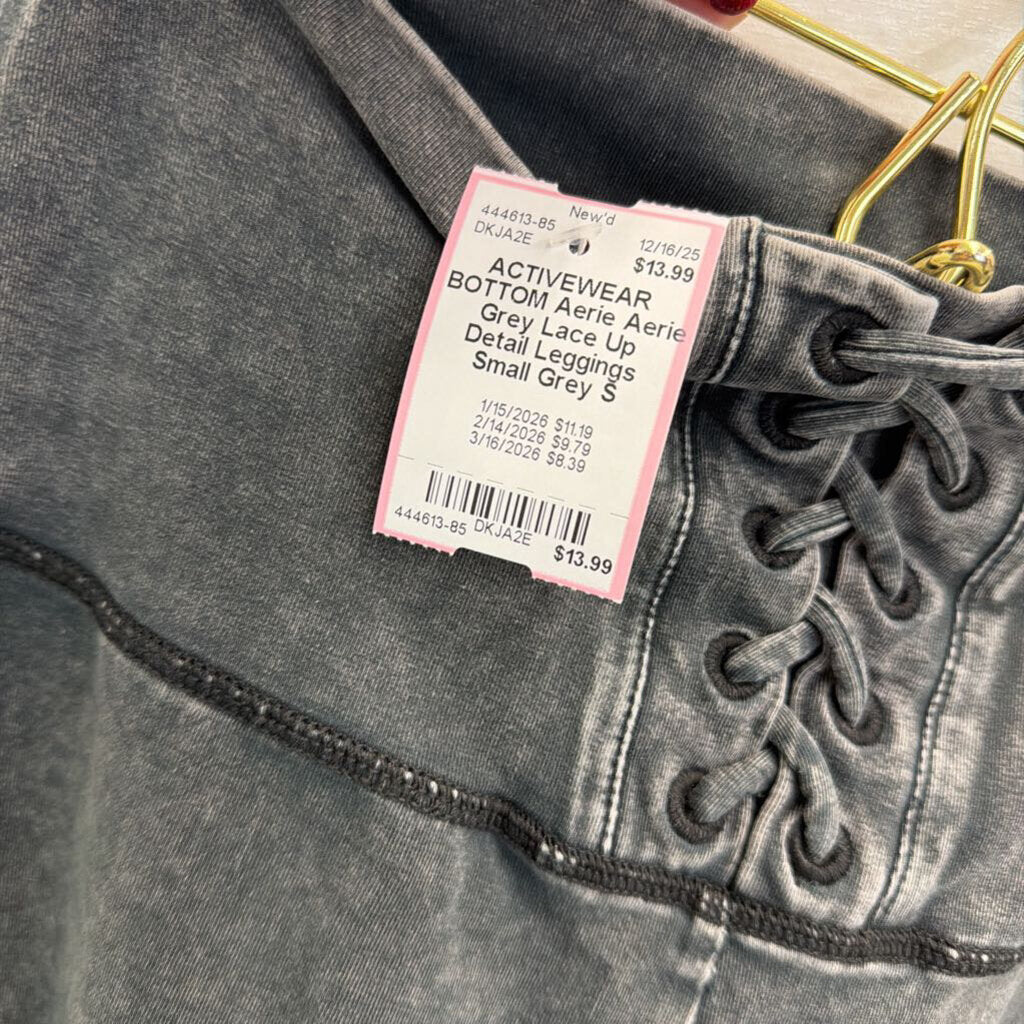 New'd
444613-85
DKJA2E
12/16/25
$13.99
ACTIVEWEAR
BOTTOM Aerie Aerie
Grey Lace Up
Detail Leggings
Small Grey S
1/15/2026 $11.19
2/14/2026 $9.79
3/16/2026 $8.39
444613-85 DKJA2E
$13.99